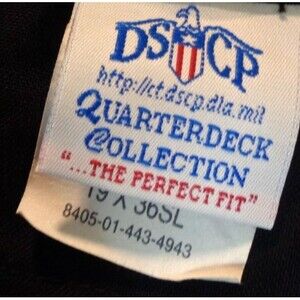 DSCP
http://ct.dscp.dla.mil
QUARTERDECK
COLLECTION
"...THE PERFECT FIT"
19 X 36SL
8405-01-443-4943